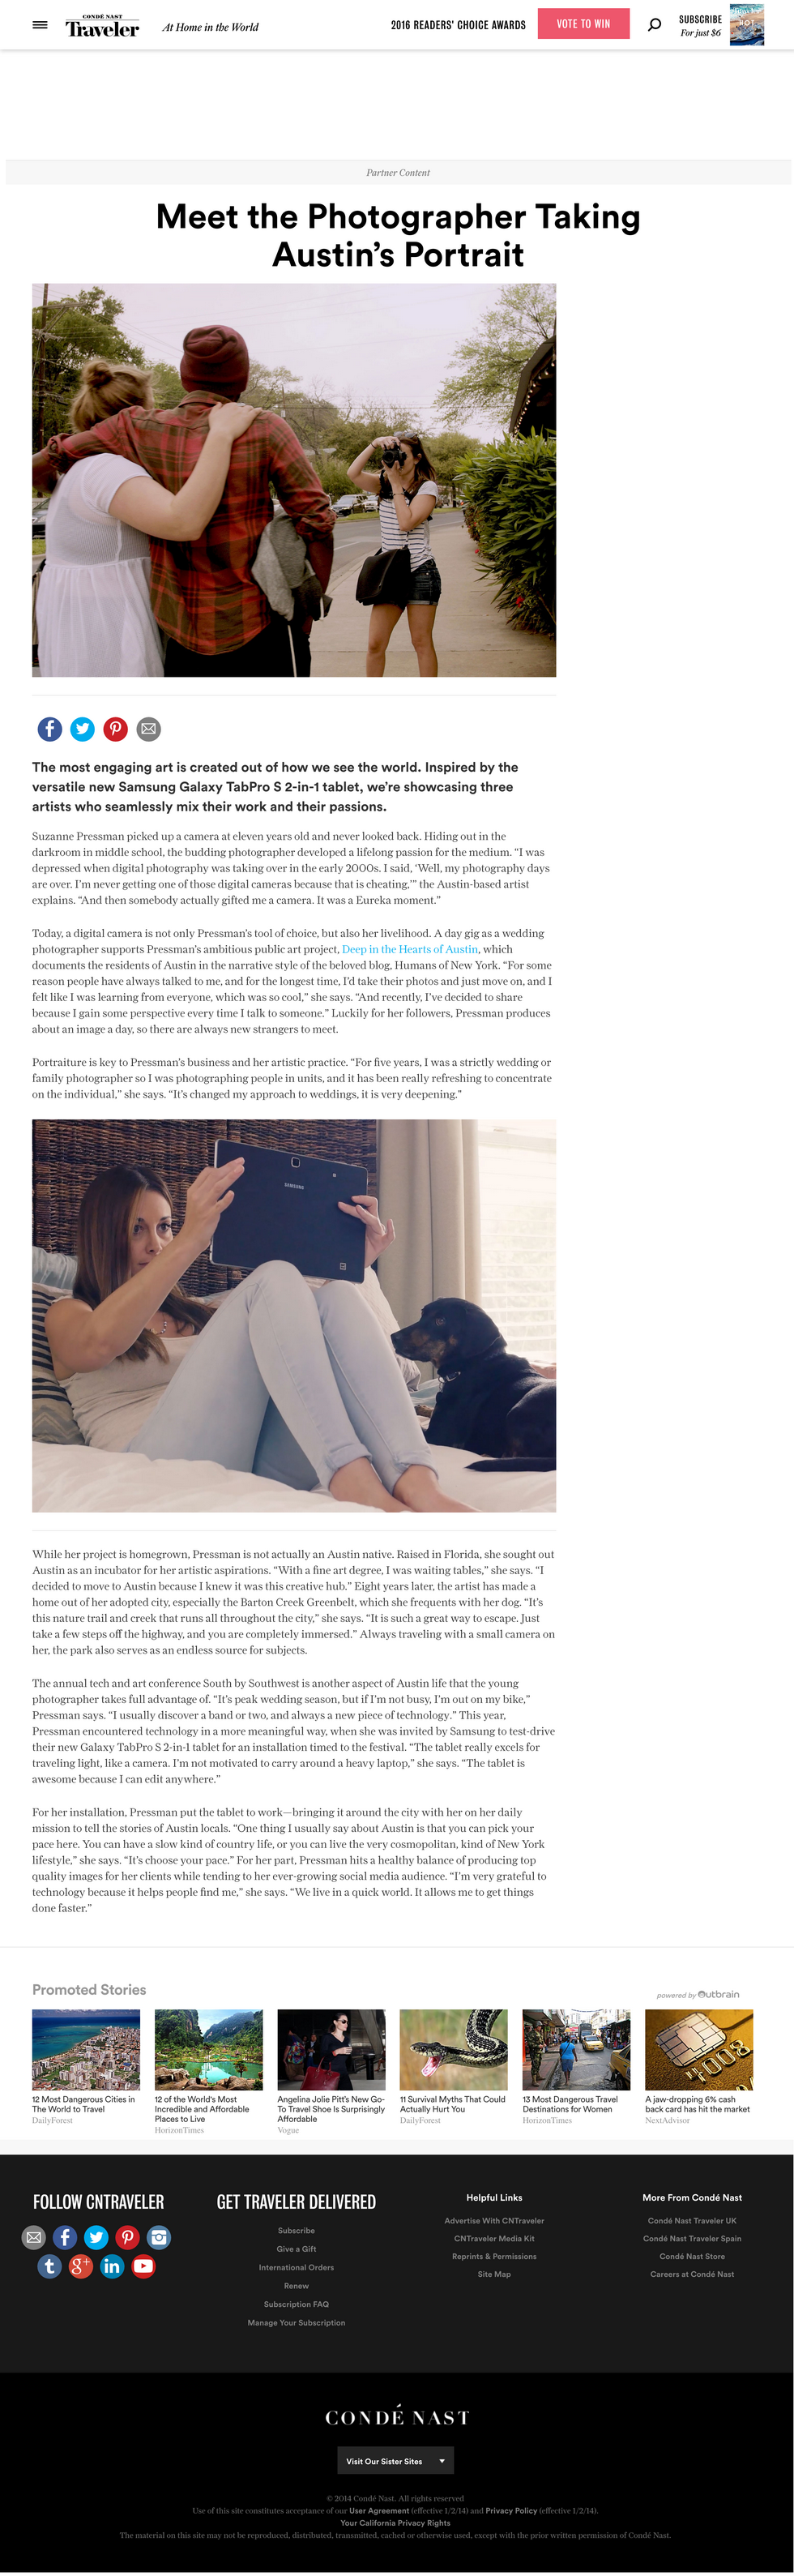 CONDÉ NAST
Traveler
At Home in the World
2016 READERS' CHOICE AWARDS
VOTE TO WIN
SUBSCRIBE
For just $6
Partner Content
Meet the Photographer Taking
Austin's Portrait
The most engaging art is created out of how we see the world. Inspired by the
versatile new Samsung Galaxy TabPro S 2-in-1 tablet, we're showcasing three
artists who seamlessly mix their work and their passions.
Suzanne Pressman picked up a camera at eleven years old and never looked back. Hiding out in the
darkroom in middle school, the budding photographer developed a lifelong passion for the medium. “I was
depressed when digital photography was taking over in the early 2000s. I said, ‘Well, my photography days
are over. I'm never getting one of those digital cameras because that is cheating,’” the Austin-based artist
explains. “And then somebody actually gifted me a camera. It was a Eureka moment.”
Today, a digital camera is not only Pressman's tool of choice, but also her livelihood. A day gig as a wedding
photographer supports Pressman's ambitious public art project, Deep in the Hearts of Austin, which
documents the residents of Austin in the narrative style of the beloved blog, Humans of New York. “For some
reason people have always talked to me, and for the longest time, I'd take their photos and just move on, and I
felt like I was learning from everyone, which was so cool,” she says. “And recently, I've decided to share
because I gain some perspective every time I talk to someone.” Luckily for her followers, Pressman produces
about an image a day, so there are always new strangers to meet.
Portraiture is key to Pressman's business and her artistic practice. “For five years, I was a strictly wedding or
family photographer so I was photographing people in units, and it has been really refreshing to concentrate
on the individual,” she says. “It's changed my approach to weddings, it is very deepening.”
SAMSUNG
While her project is homegrown, Pressman is not actually an Austin native. Raised in Florida, she sought out
Austin as an incubator for her artistic aspirations. “With a fine art degree, I was waiting tables,” she says. “I
decided to move to Austin because I knew it was this creative hub.” Eight years later, the artist has made a
home out of her adopted city, especially the Barton Creek Greenbelt, which she frequents with her dog. “It's
this nature trail and creek that runs all throughout the city,” she says. “It is such a great way to escape. Just
take a few steps off the highway, and you are completely immersed.” Always traveling with a small camera on
her, the park also serves as an endless source for subjects.
The annual tech and art conference South by Southwest is another aspect of Austin life that the young
photographer takes full advantage of. “It's peak wedding season, but if I'm not busy, I'm out on my bike,”
Pressman says. “I usually discover a band or two, and always a new piece of technology.” This year,
Pressman encountered technology in a more meaningful way, when she was invited by Samsung to test-drive
their new Galaxy TabPro S 2-in-1 tablet for an installation timed to the festival. “The tablet really excels for
traveling light, like a camera. I'm not motivated to carry around a heavy laptop,” she says. “The tablet is
awesome because I can edit anywhere.”
For her installation, Pressman put the tablet to work—bringing it around the city with her on her daily
mission to tell the stories of Austin locals. “One thing I usually say about Austin is that you can pick your
pace here. You can have a slow kind of country life, or you can live the very cosmopolitan, kind of New York
lifestyle,” she says. “It's choose your pace.” For her part, Pressman hits a healthy balance of producing top
quality images for her clients while tending to her ever-growing social media audience. “I'm very grateful to
technology because it helps people find me,” she says. “We live in a quick world. It allows me to get things
done faster.”
Promoted Stories
powered by Outbrain
12 Most Dangerous Cities in
The World to Travel
DailyForest
12 of the World's Most
Incredible and Affordable
Places to Live
HorizonTimes
Angelina Jolie Pitt's New Go-
To Travel Shoe Is Surprisingly
Affordable
Vogue
11 Survival Myths That Could
Actually Hurt You
DailyForest
13 Most Dangerous Travel
Destinations for Women
HorizonTimes
A jaw-dropping 6% cash
back card has hit the market
NextAdvisor
FOLLOW CNTRAVELER
GET TRAVELER DELIVERED
Subscribe
Give a Gift
International Orders
Renew
Subscription FAQ
Manage Your Subscription
Helpful Links
Advertise With CNTraveler
CNTraveler Media Kit
Reprints & Permissions
Site Map
More From Condé Nast
Condé Nast Traveler UK
Condé Nast Traveler Spain
Condé Nast Store
Careers at Condé Nast
CONDÉ NAST
Visit Our Sister Sites
© 2014 Condé Nast. All rights reserved
Use of this site constitutes acceptance of our User Agreement (effective 1/2/14) and Privacy Policy (effective 1/2/14).
Your California Privacy Rights
The material on this site may not be reproduced, distributed, transmitted, cached or otherwise used, except with the prior written permission of Condé Nast.